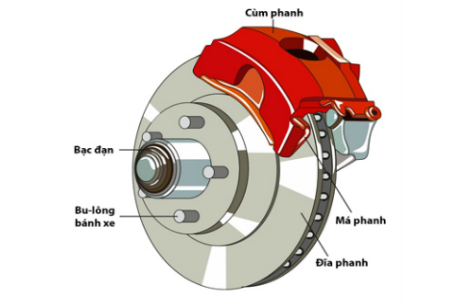 Cùm phanh
Bạc đạn
Bu-lông
bánh xe
Má phanh
Đĩa phanh